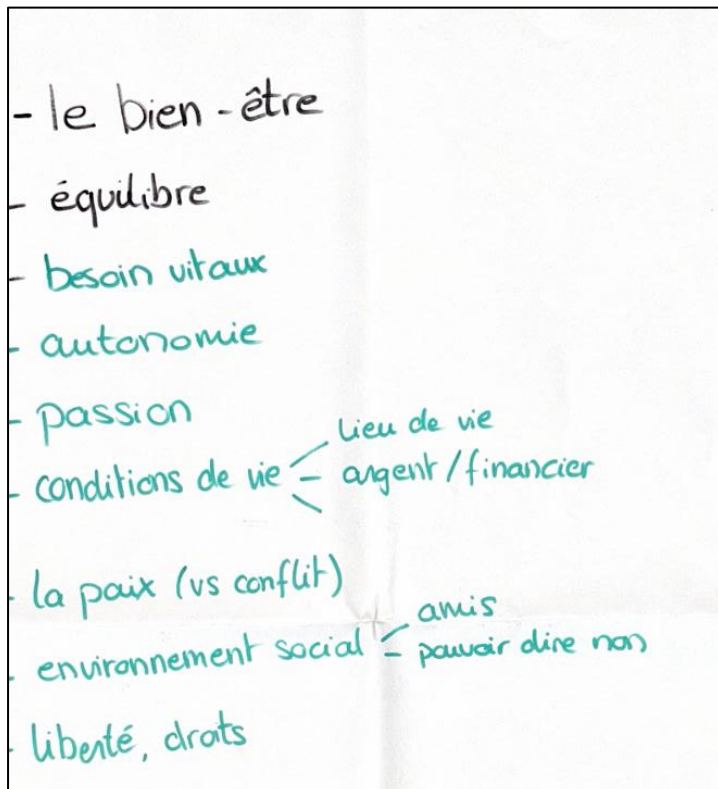 - le bien-être
- équilibre
- besoin vitaux
- autonomie
- passion
lieu de vie
- conditions de vie - argent/financier
- la paix (vs conflit)
amis
- environnement social - pouvoir dire non
- liberté, droits